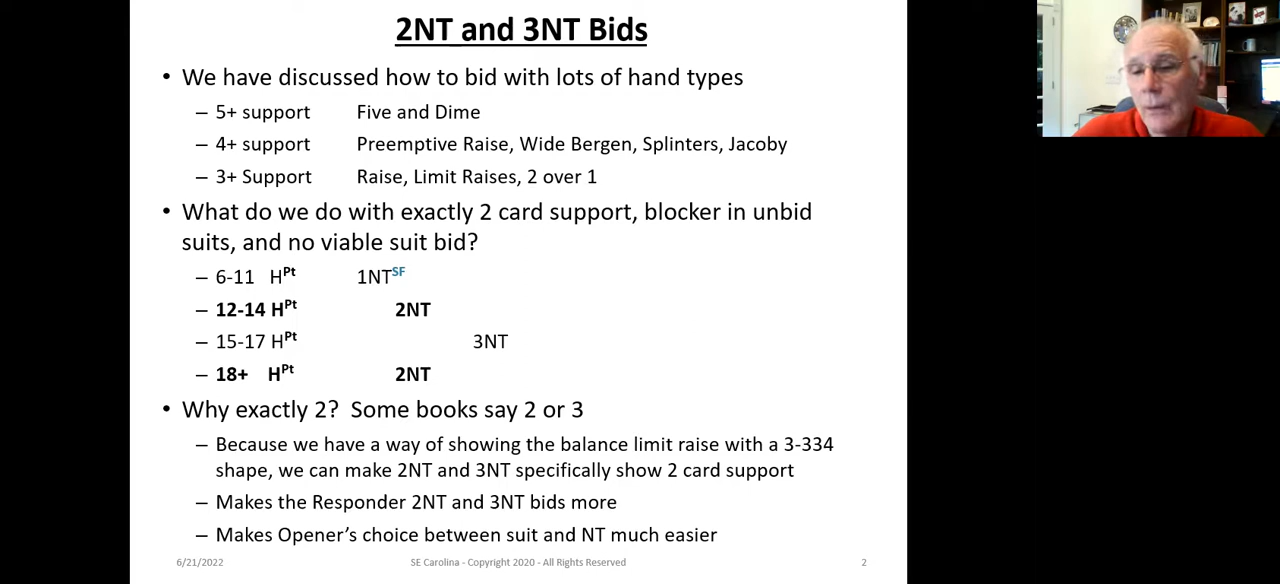 2NT and 3NT Bids
• We have discussed how to bid with lots of hand types
– 5+ support Five and Dime
– 4+ support Preemptive Raise, Wide Bergen, Splinters, Jacoby
– 3+ Support Raise, Limit Raises, 2 over 1
• What do we do with exactly 2 card support, blocker in unbid
suits, and no viable suit bid?
– 6-11 HPt 1NTSF
– 12-14 HPt 2NT
– 15-17 HPt 3NT
– 18+ HPt 2NT
• Why exactly 2? Some books say 2 or 3
– Because we have a way of showing the balance limit raise with a 3-334
shape, we can make 2NT and 3NT specifically show 2 card support
– Makes the Responder 2NT and 3NT bids more
– Makes Opener’s choice between suit and NT much easier
6/21/2022 SE Carolina - Copyright 2020 - All Rights Reserved 2